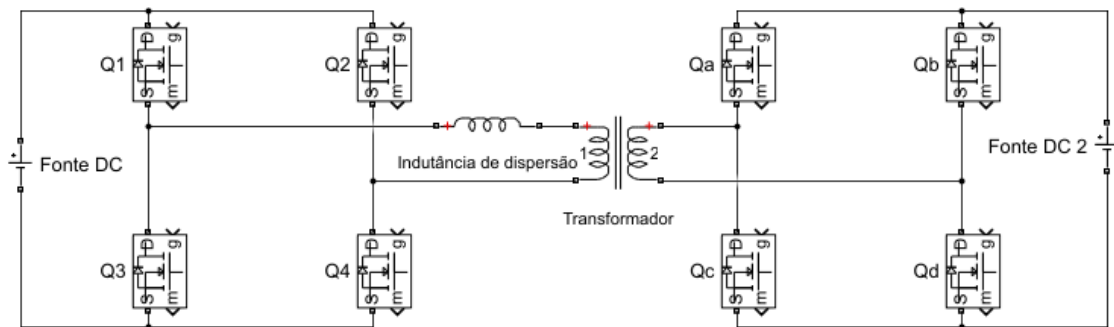 D g
S m
Q1
D g
S m
Q2
D g
S m
Qa
D g
S m
Qb
+
+
+
+
Fonte DC
Indutância de dispersão
1
2
+
Fonte DC 2
Transformador
D g
S m
Q3
D g
S m
Q4
D g
S m
Qc
D g
S m
Qd